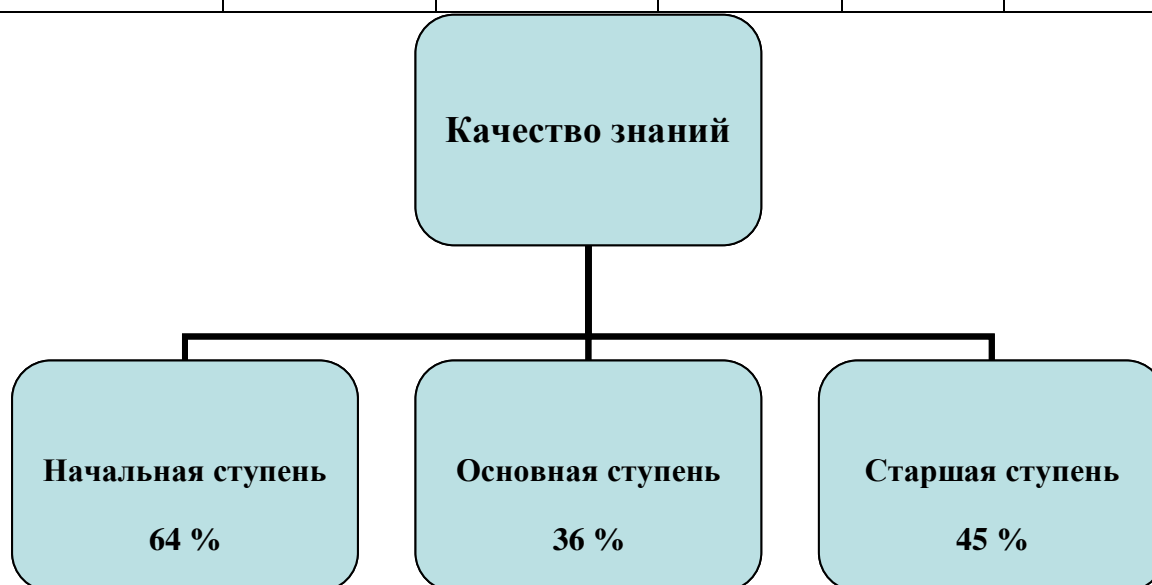 Качество знаний
Начальная ступень
64 %
Основная ступень
36 %
Старшая ступень
45 %